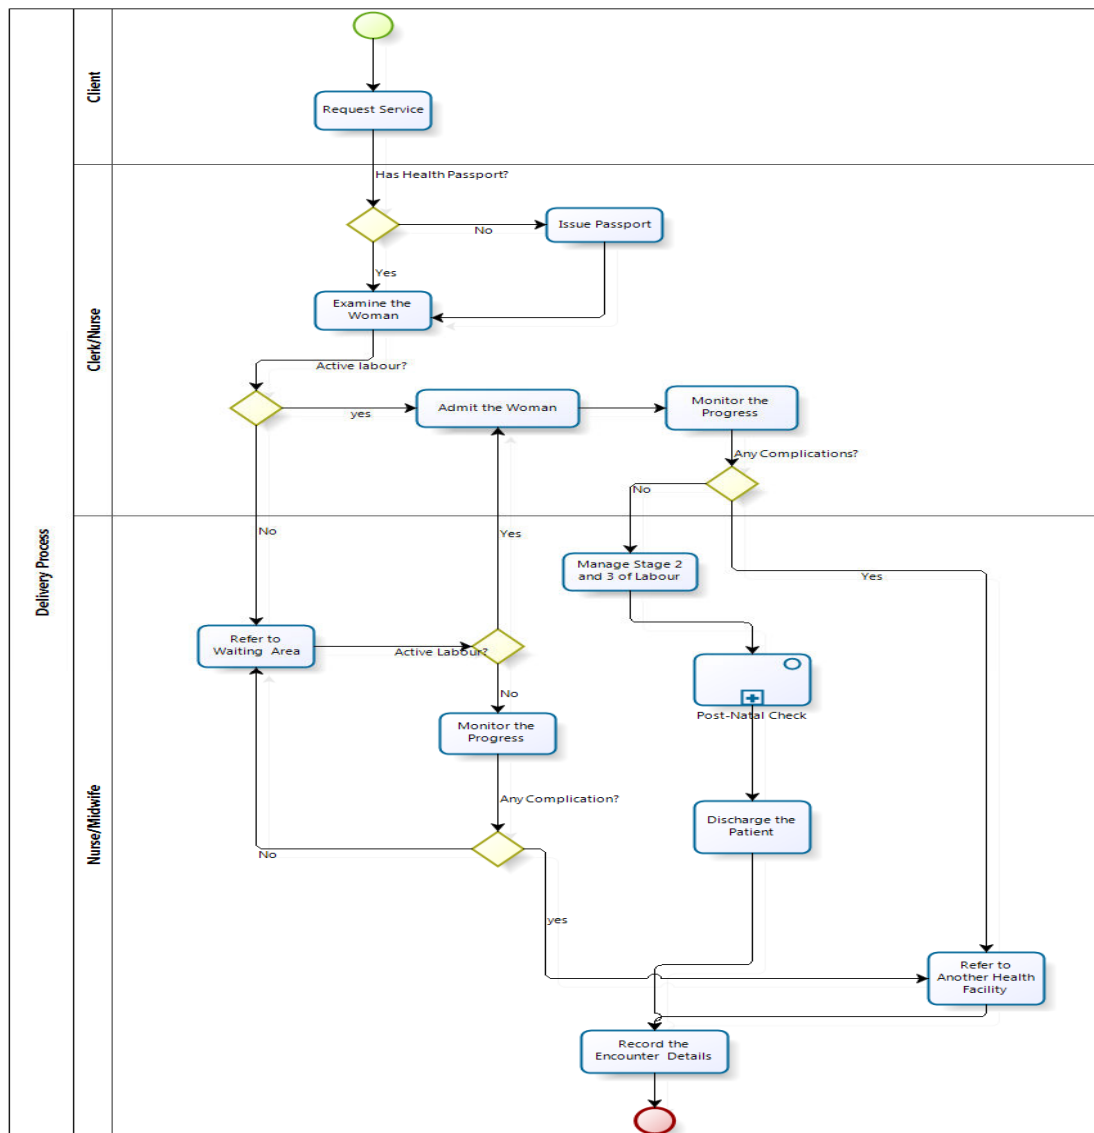 Delivery Process
Client
Request Service
Clerk/Nurse
Has Health Passport?
No
Issue Passport
Yes
Examine the
Woman
Active labour?
yes
Admit the Woman
Monitor the
Progress
Any Complications?
No
Nurse/Midwife
No
Yes
Manage Stage 2
and 3 of Labour
Yes
Refer to
Waiting Area
Active Labour?
No
Post-Natal Check
Monitor the
Progress
Any Complication?
Discharge the
Patient
No
yes
Refer to
Another Health
Facility
Record the
Encounter Details